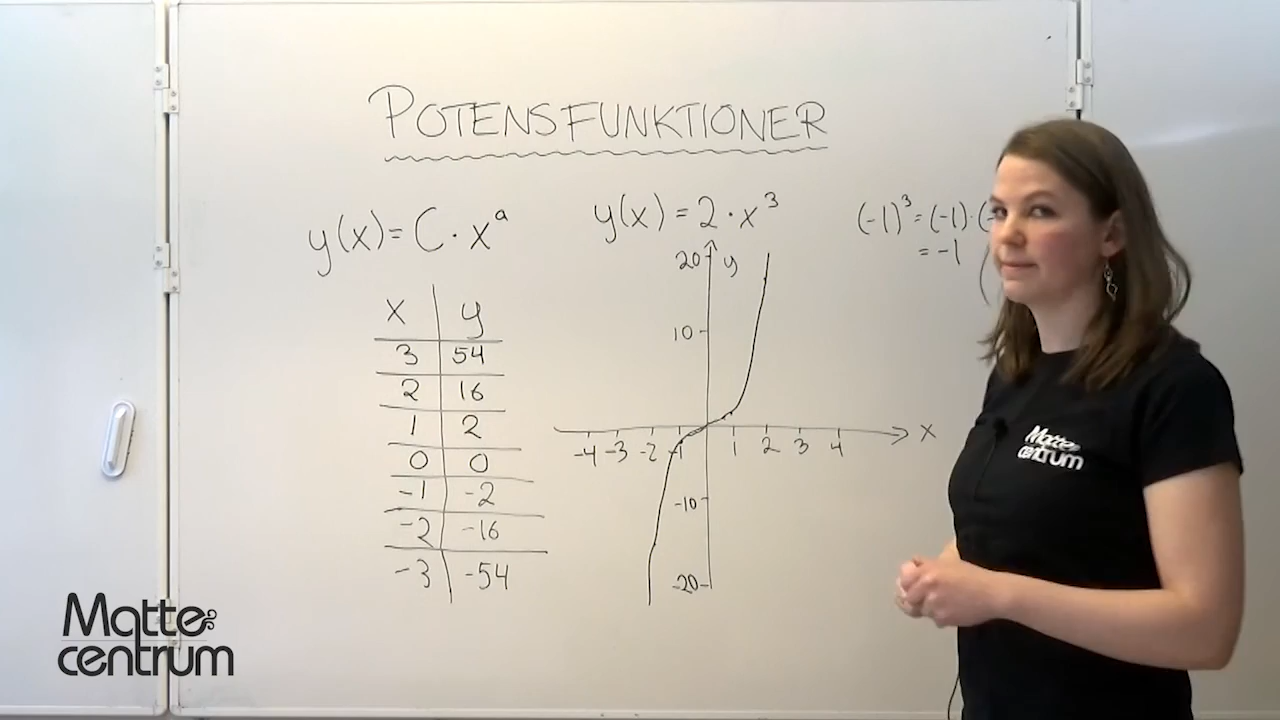 POTENSFUNKTIONER
y(x) = C · x^a
y(x) = 2 · x³
(-1)³ = (-1) · (-
= -1
x y
3 54
2 16
1 2
0 0
-1 -2
-2 -16
-3 -54
20 y
10
-4 -3 -2 -1 1 2 3 4 x
-10
-20
Matte
centrum
Matte
centrum